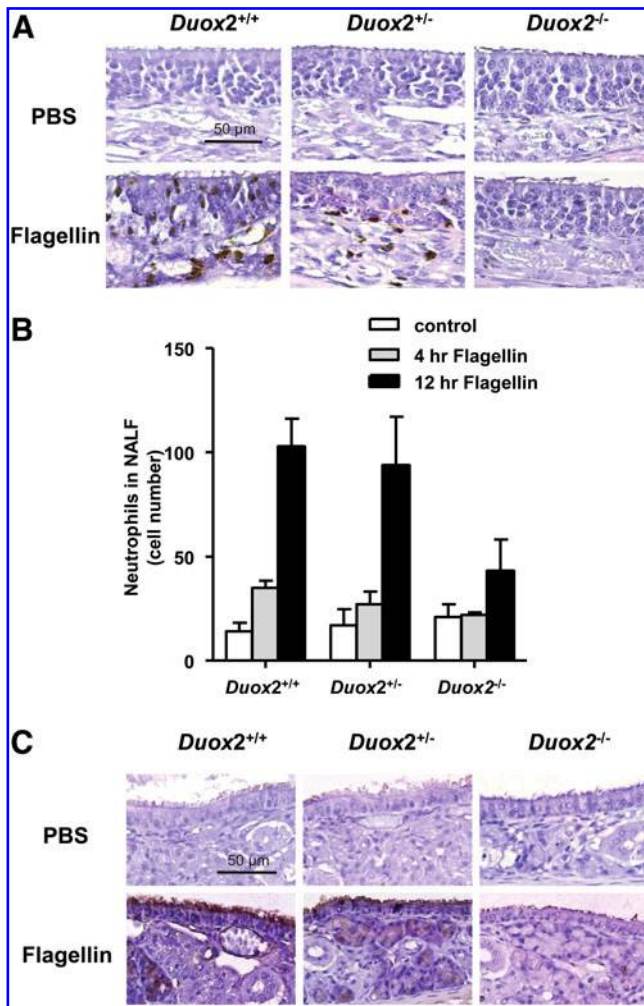 A
Duox2+/+ Duox2+/- Duox2-/-
PBS
50 µm
Flagellin
B
control
4 hr Flagellin
12 hr Flagellin
150
100
50
0
Neutrophils in NALF
(cell number)
Duox2+/+ Duox2+/- Duox2-/-
C
Duox2+/+ Duox2+/- Duox2-/-
PBS
50 µm
Flagellin